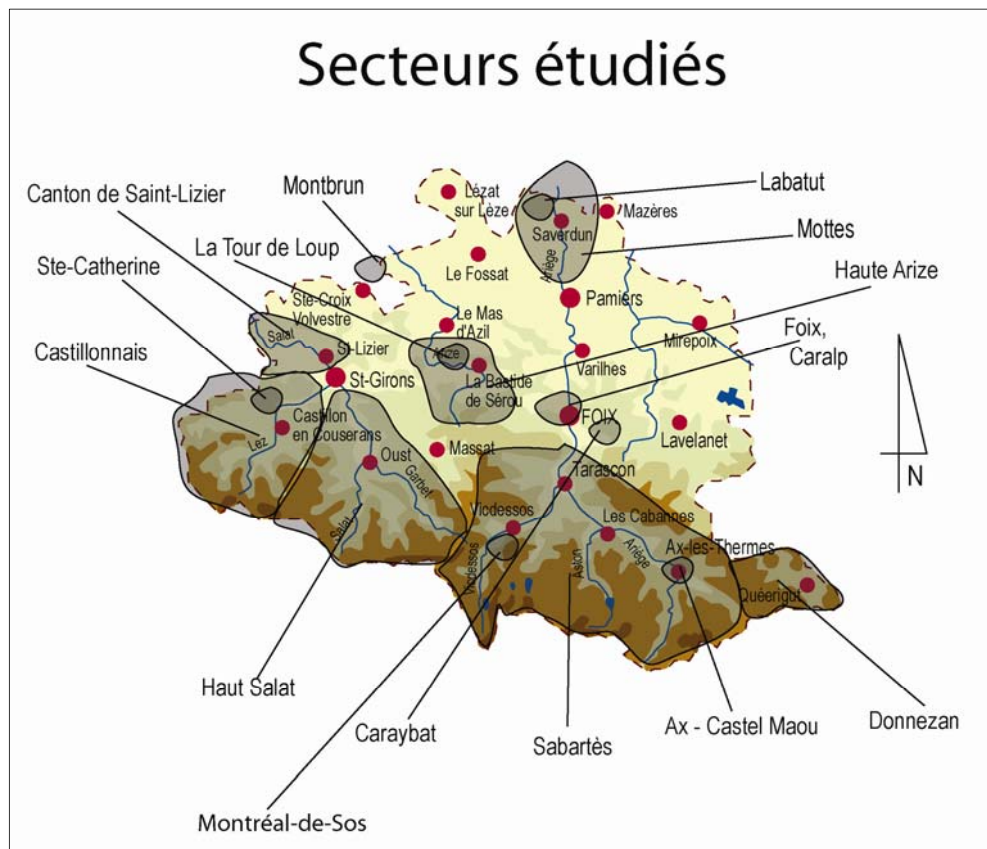 Secteurs étudiés
Canton de Saint-Lizier
Montbrun
Labatut
Lézat
sur Lèze
Mazères
La Tour de Loup
Saverdun
Mottes
Ste-Catherine
Le Fossat
Ariège
Haute Arize
Castillonnais
Ste-Croix
Volvestre
Pamiers
Foix,
Caralp
Le Mas
d'Azil
Mirepoix
Salat
St-Lizier
Arize
Varilhes
St-Girons
La Bastide
de Sérou
Castillon
en Couserans
FOIX
Lavelanet
Lez
Massat
Oust
Garbet
Tarascon
N
Salat
Viodessos
Les Cabannes
Viodessos
Aston
Ariège
Ax-les-Thermes
Quéerigut
Haut Salat
Caraybat
Sabartès
Ax - Castel Maou
Donnezan
Montréal-de-Sos